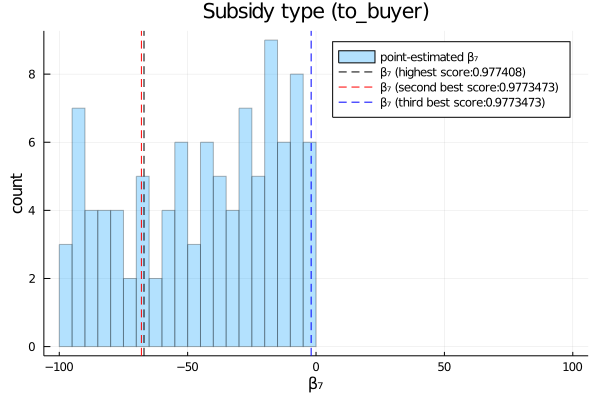 Subsidy type (to_buyer)
point-estimated β₇
β₇ (highest score:0.977408)
β₇ (second best score:0.9773473)
β₇ (third best score:0.9773473)
count
8
6
4
2
0
−100
−50
0
50
100
β₇